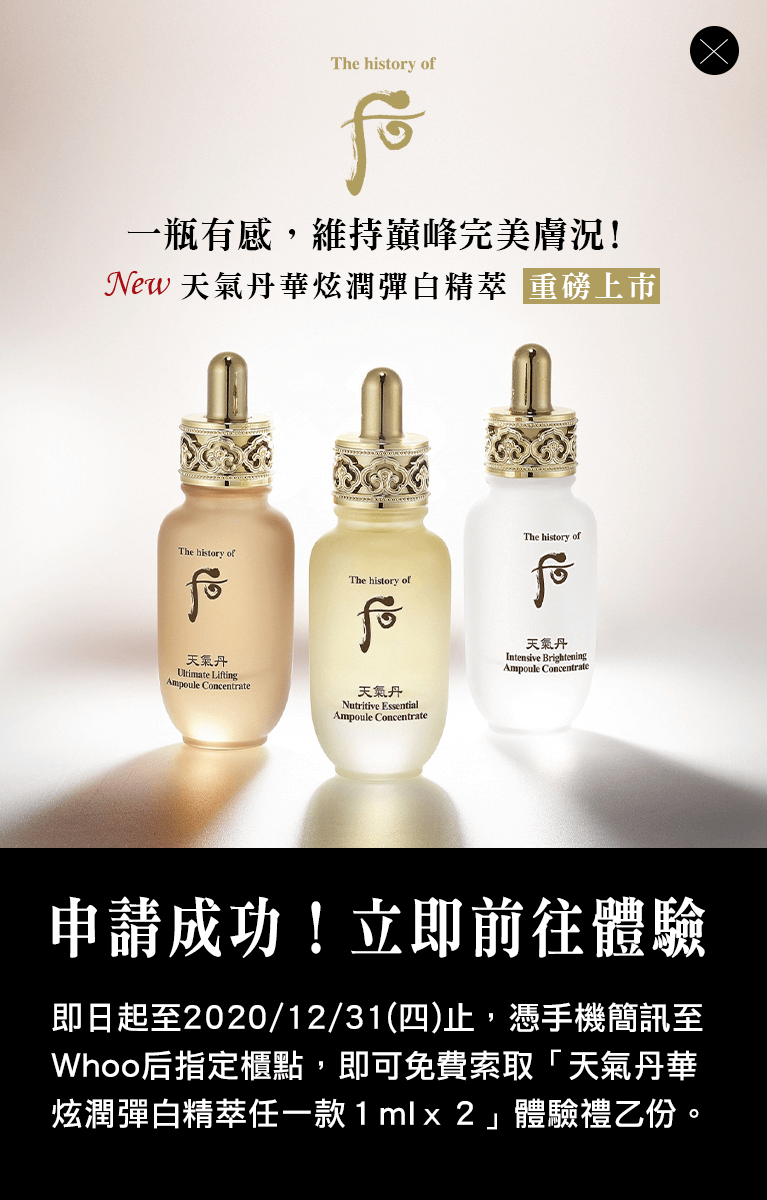 The history of
后
一瓶有感，維持巔峰完美膚況！
New 天氣丹華炫潤彈白精萃 重磅上市
The history of
后
天氣丹
Ultimate Lifting
Ampoule Concentrate
The history of
后
天氣丹
Nutritive Essential
Ampoule Concentrate
The history of
后
天氣丹
Intensive Brightening
Ampoule Concentrate
申請成功！立即前往體驗
即日起至2020/12/31(四)止，憑手機簡訊至
Whoo后指定櫃點，即可免費索取「天氣丹華
炫潤彈白精萃任一款 1 ml x 2 」體驗禮乙份。